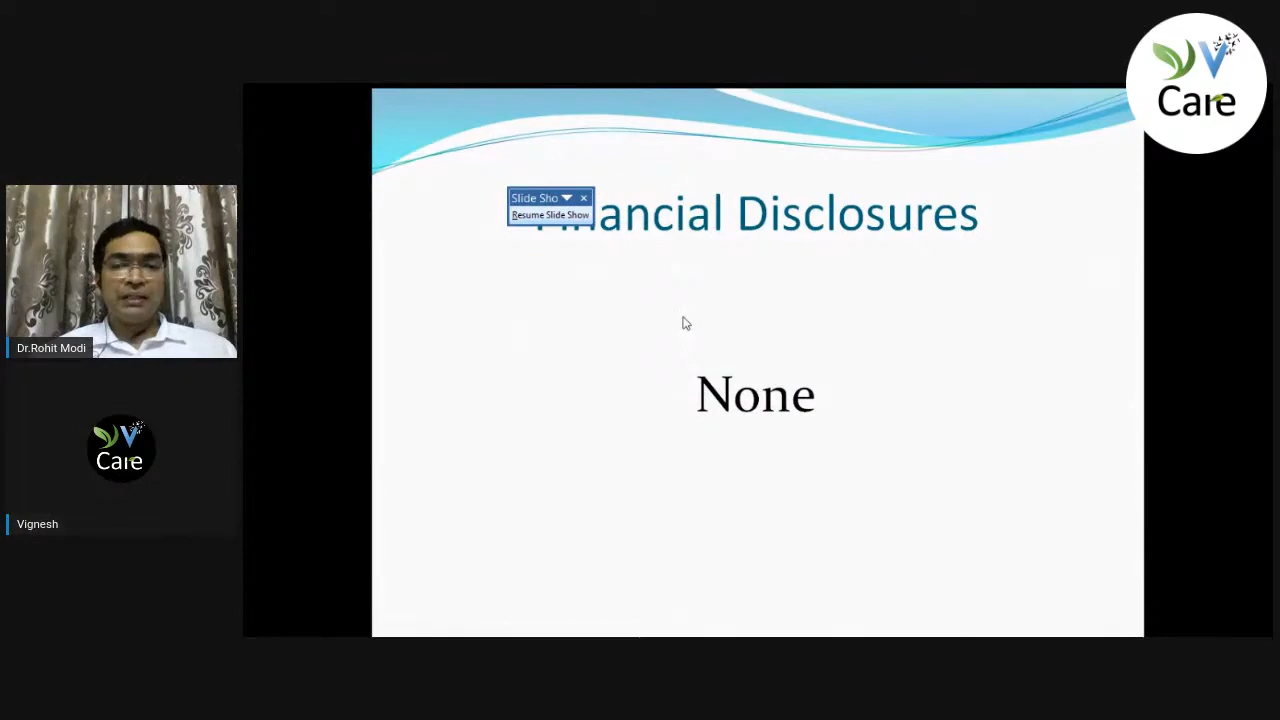 V
Care
Slide Sho
Resume Slide Show
Financial Disclosures
None
Dr.Rohit Modi
V
Care
Vignesh